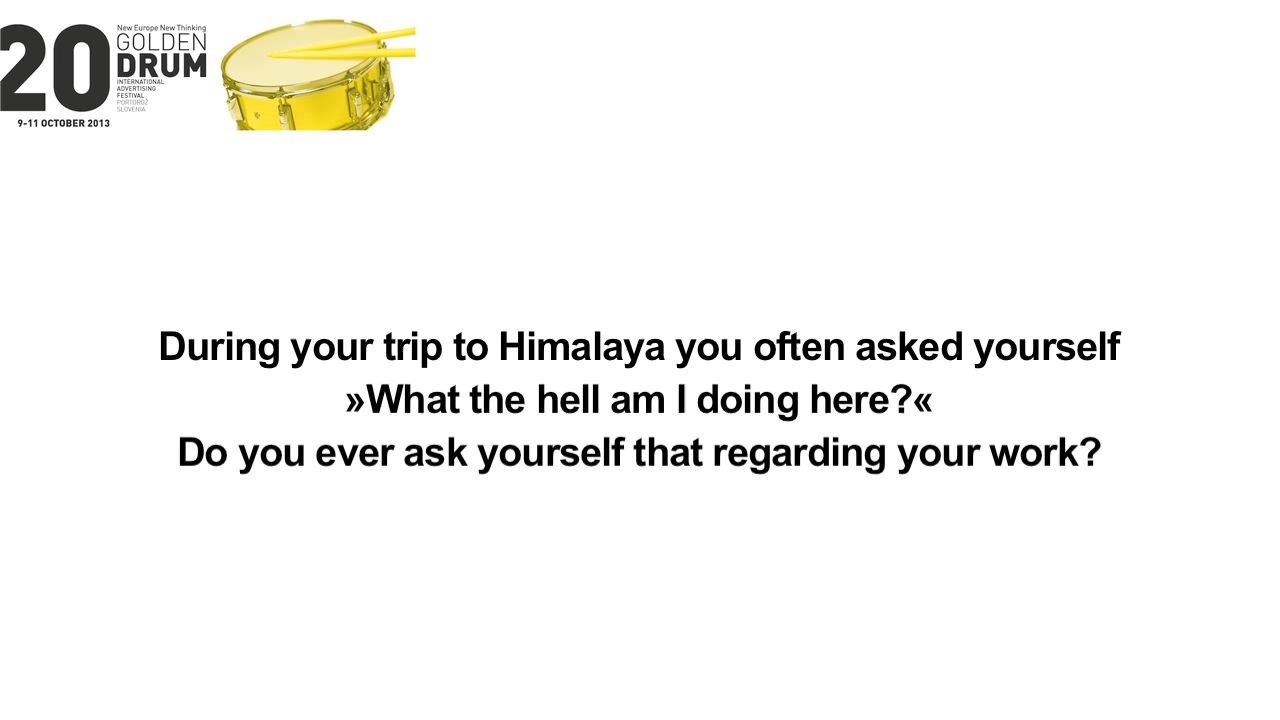 20
New Europe New Thinking
GOLDEN
DRUM
INTERNATIONAL
ADVERTISING
FESTIVAL
PORTOROŽ
SLOVENIA
9-11 OCTOBER 2013
During your trip to Himalaya you often asked yourself
»What the hell am I doing here?«
Do you ever ask yourself that regarding your work?